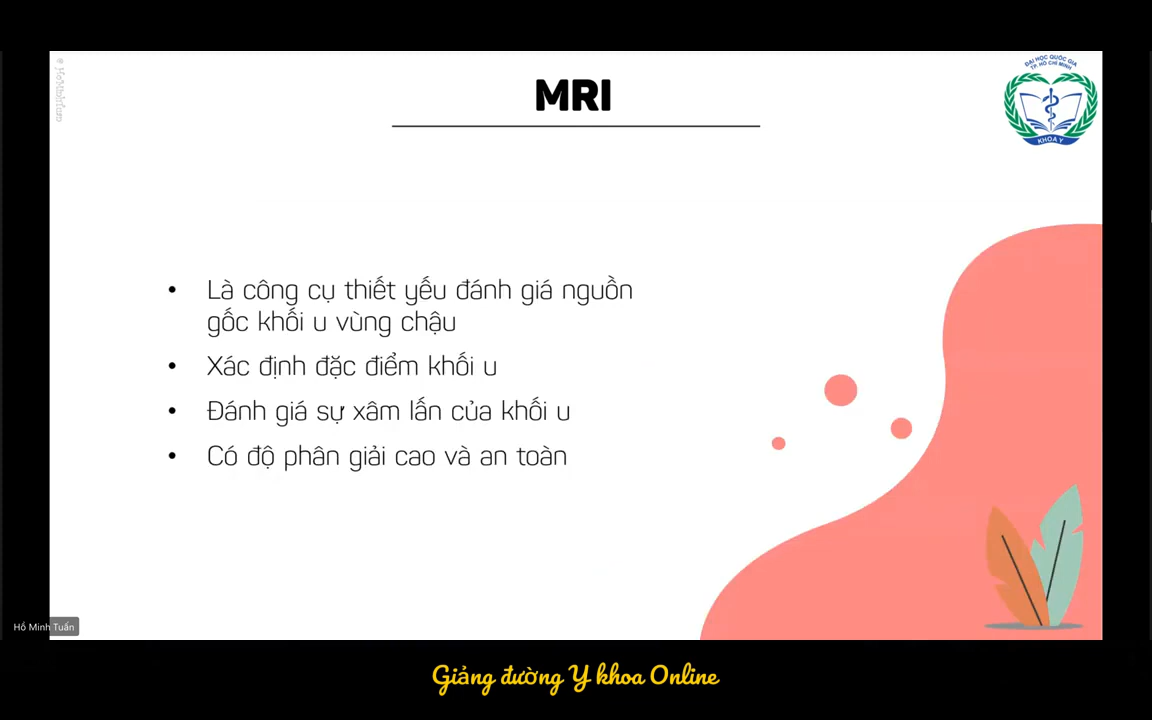 MRI
ĐẠI HỌC QUỐC GIA
TP. HỒ CHÍ MINH
KHOA Y
• Là công cụ thiết yếu đánh giá nguồn
gốc khối u vùng chậu
• Xác định đặc điểm khối u
• Đánh giá sự xâm lấn của khối u
• Có độ phân giải cao và an toàn
Hồ Minh Tuấn
Giảng đường Y khoa Online